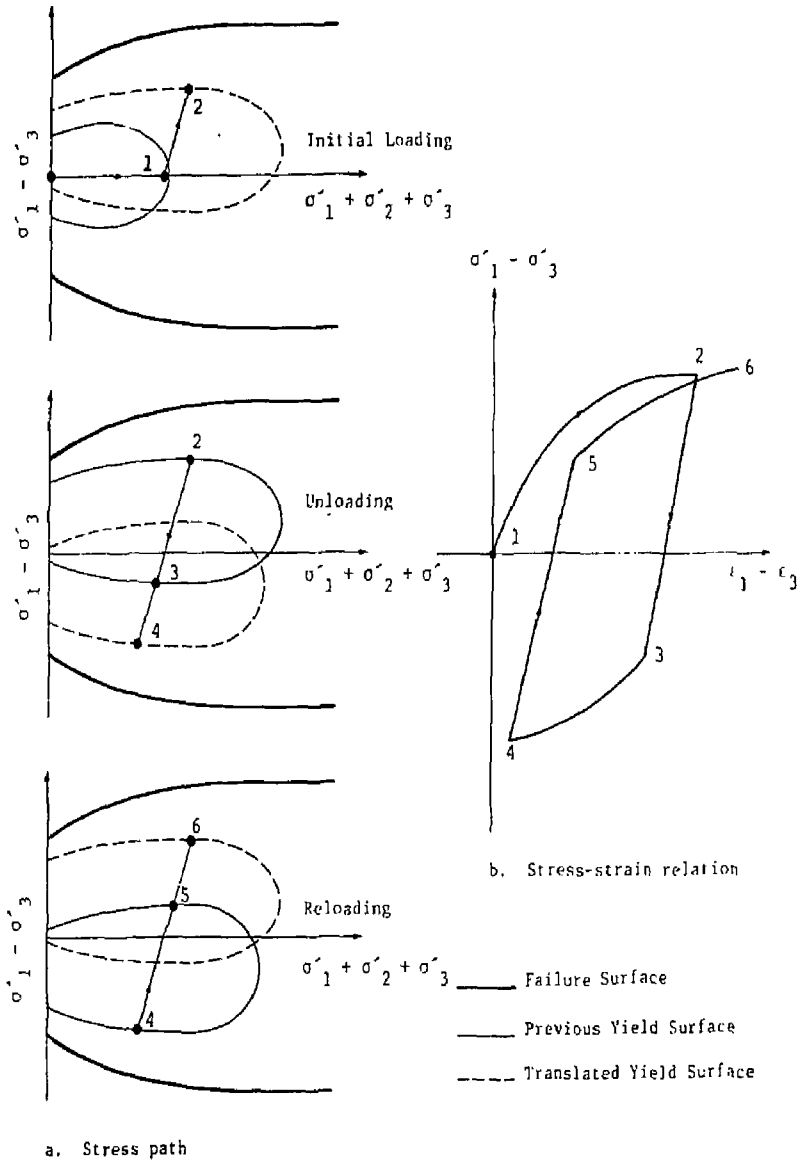 2
1
Initial Loading
σ´1 - σ´3
σ´1 + σ´2 + σ´3
2
3
4
Unloading
σ´1 - σ´3
σ´1 + σ´2 + σ´3
6
5
4
Reloading
σ´1 - σ´3
σ´1 + σ´2 + σ´3
a. Stress path
σ´1 - σ´3
2
6
5
1
ε1 - ε3
3
4
b. Stress-strain relation
Failure Surface
Previous Yield Surface
Translated Yield Surface